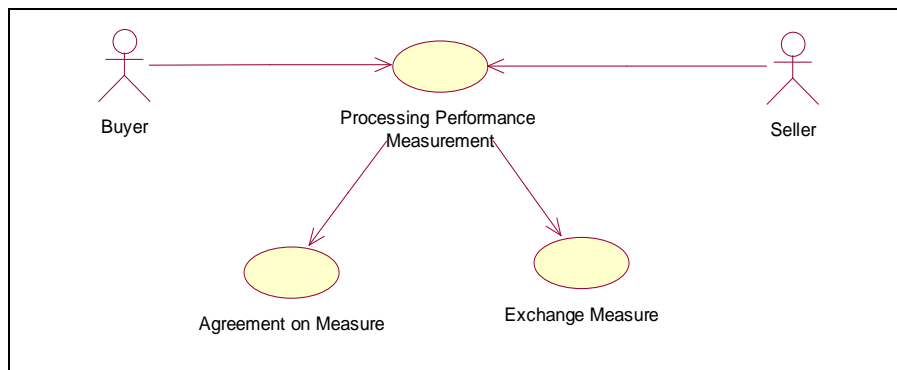 Buyer
Processing Performance
Measurement
Seller
Agreement on Measure
Exchange Measure